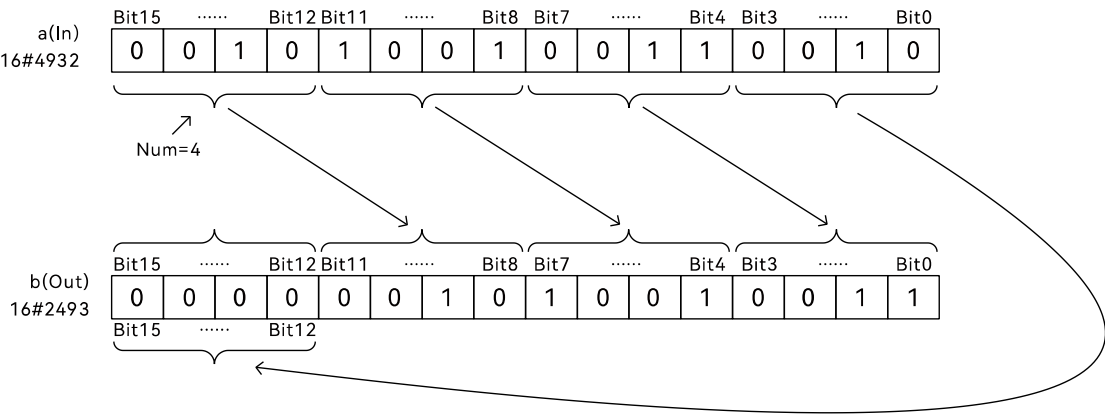 Bit15 ...... Bit12 Bit11 ...... Bit8 Bit7 ...... Bit4 Bit3 ...... Bit0
a(In)
16#4932
0 0 1 0 1 0 0 1 0 0 1 1 0 0 1 0
Num=4
Bit15 ...... Bit12 Bit11 ...... Bit8 Bit7 ...... Bit4 Bit3 ...... Bit0
b(Out)
16#2493
0 0 0 0 0 0 1 0 1 0 0 1 0 0 1 1
Bit15 ...... Bit12